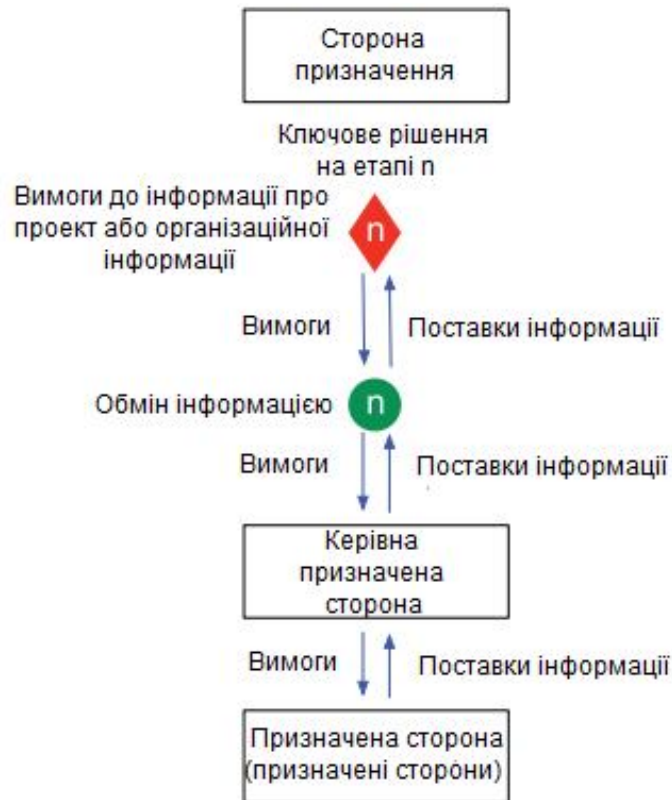 Сторона
призначення
Ключове рішення
на етапі n
Вимоги до інформації про
проект або організаційної
інформації
n
Вимоги
Поставки інформації
Обмін інформацією
n
Вимоги
Поставки інформації
Керівна
призначена
сторона
Вимоги
Поставки інформації
Призначена сторона
(призначені сторони)